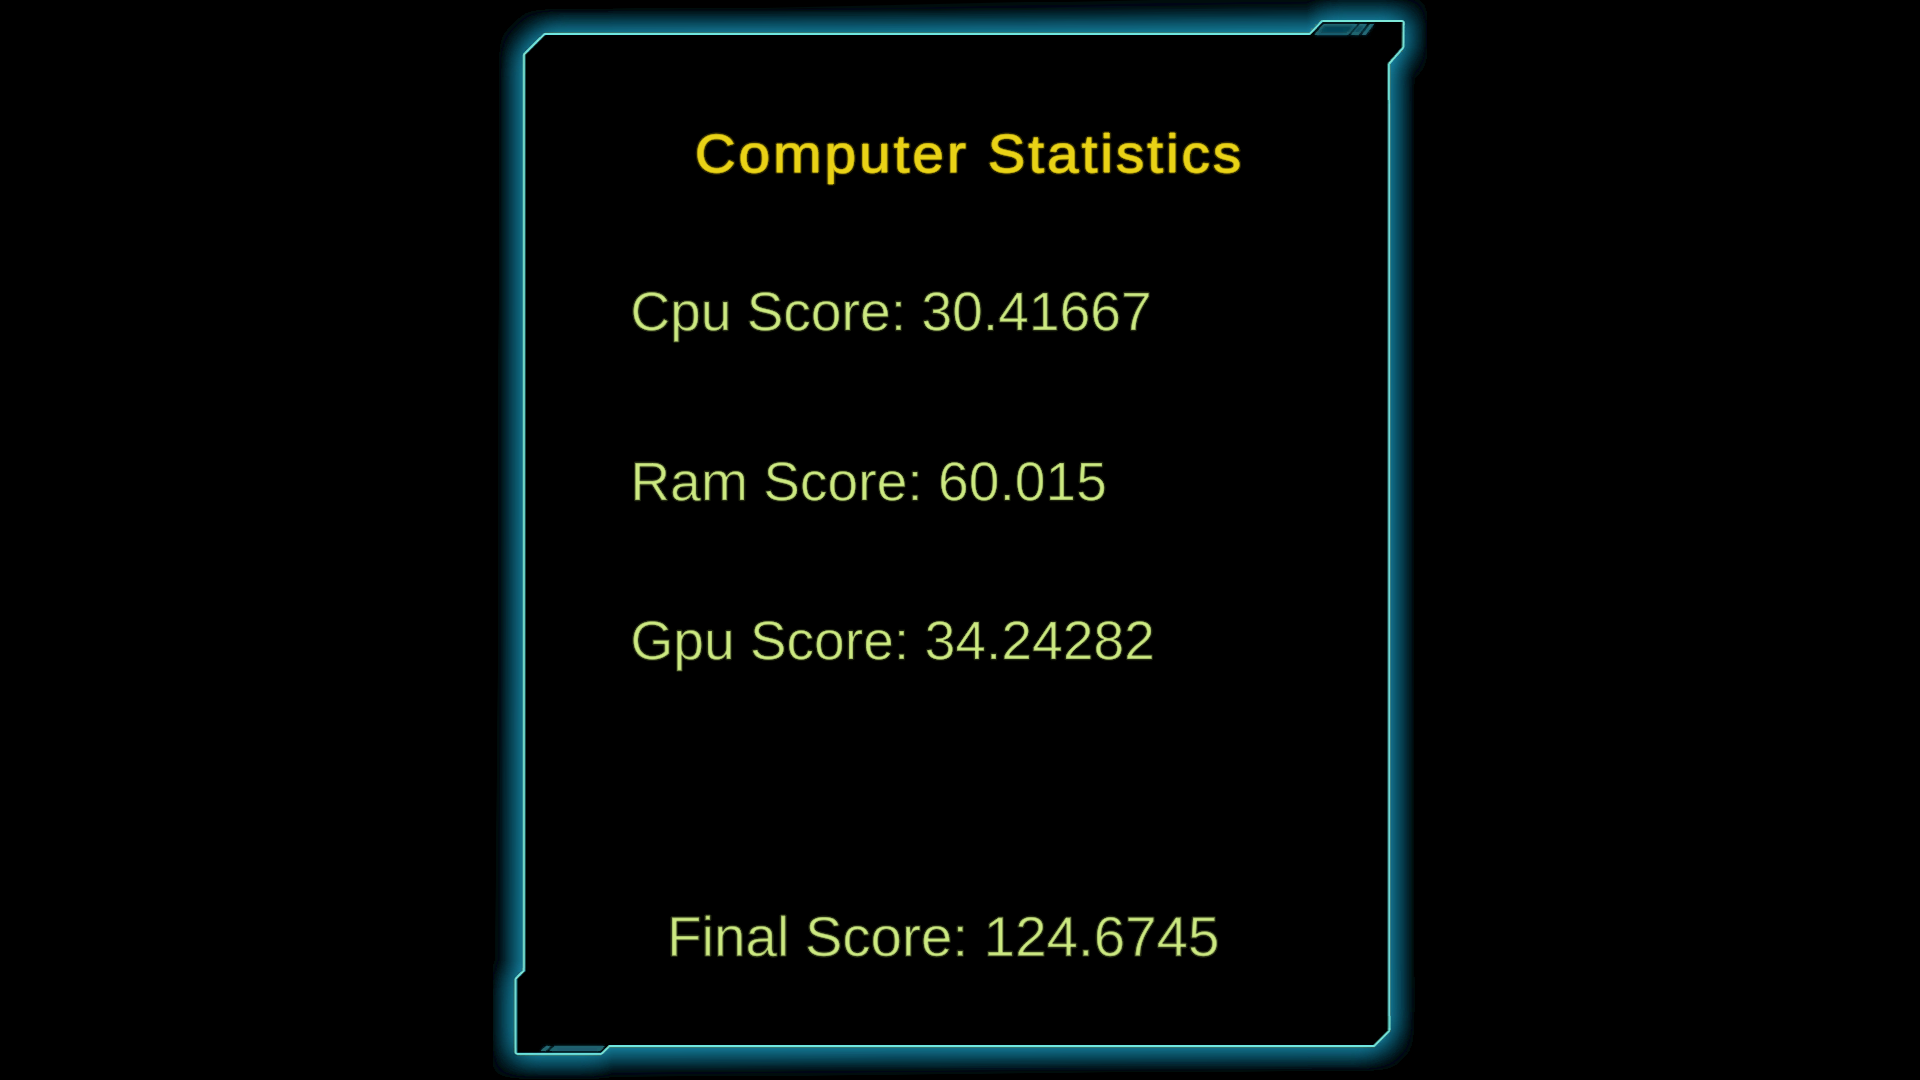 Computer Statistics
Cpu Score: 30.41667
Ram Score: 60.015
Gpu Score: 34.24282
Final Score: 124.6745